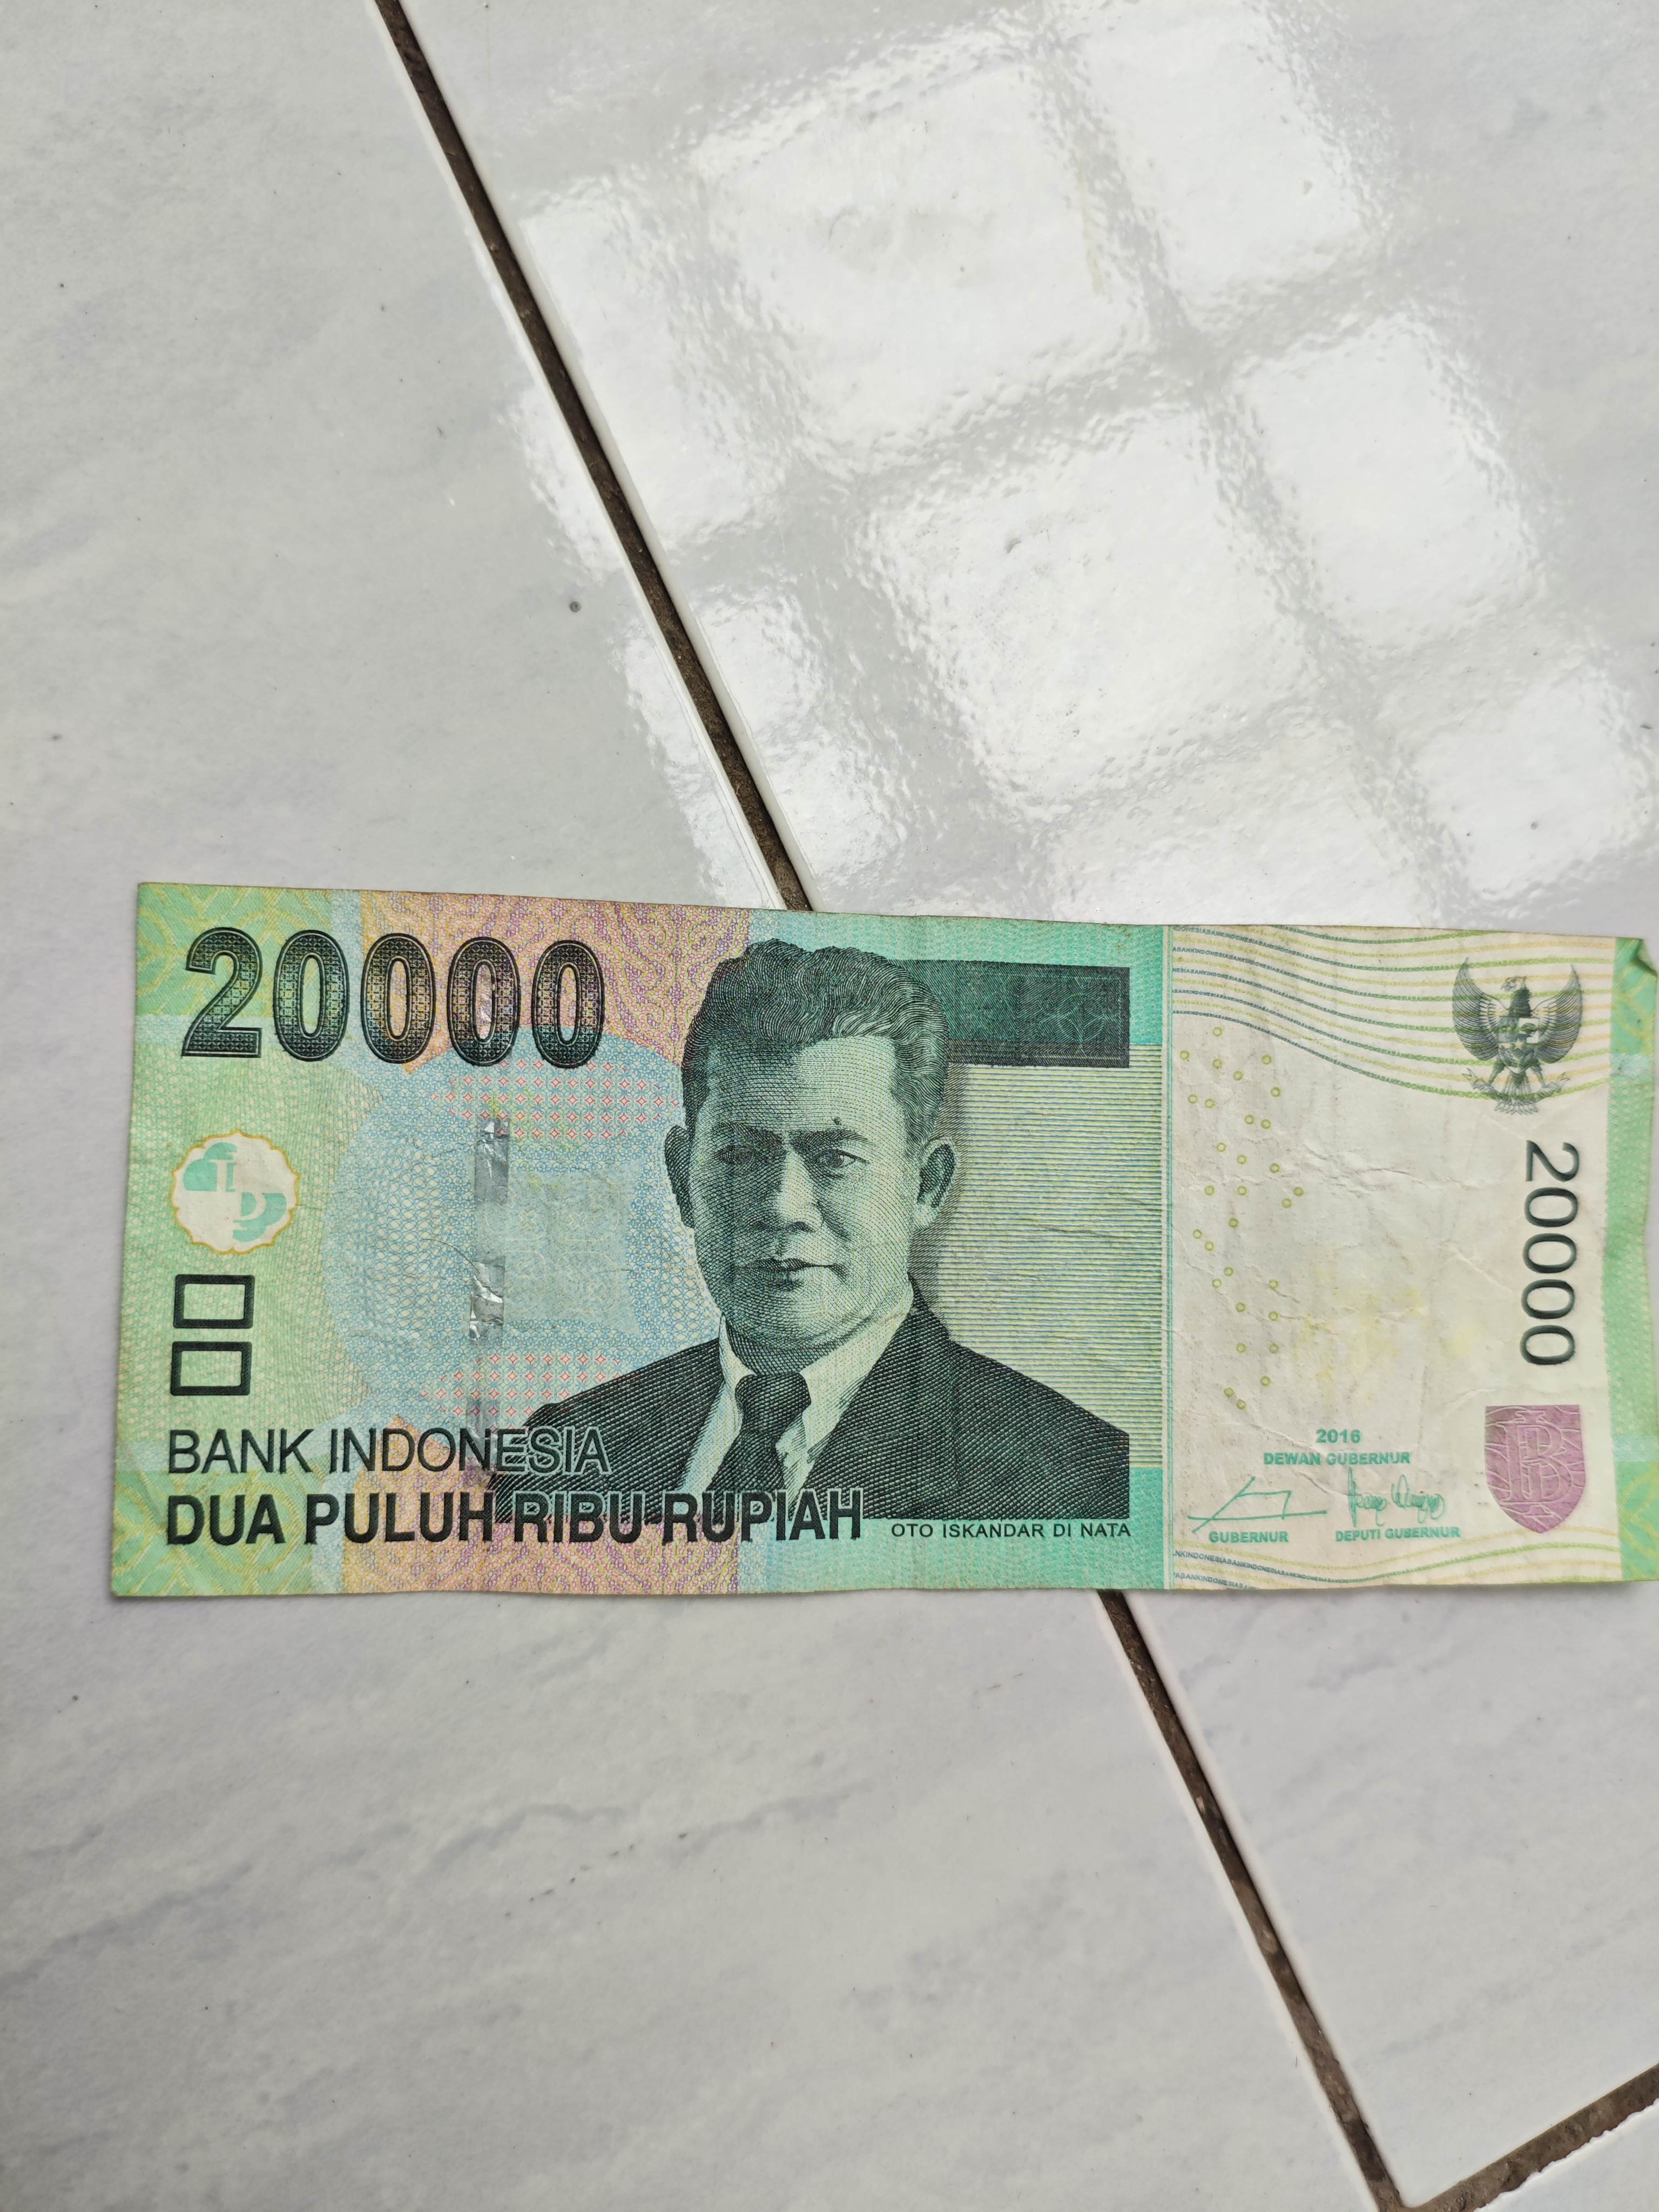 20000
BANK INDONESIA
DUA PULUH RIBU RUPIAH
OTO ISKANDAR DI NATA
20000
2016
DEWAN GUBERNUR
GUBERNUR
DEPUTI GUBERNUR